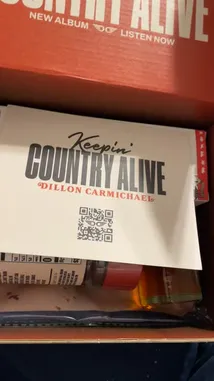 COUNTRY ALIVE
NEW ALBUM LISTEN NOW
Keepin'
COUNTRY ALIVE
DILLON CARMICHAEL